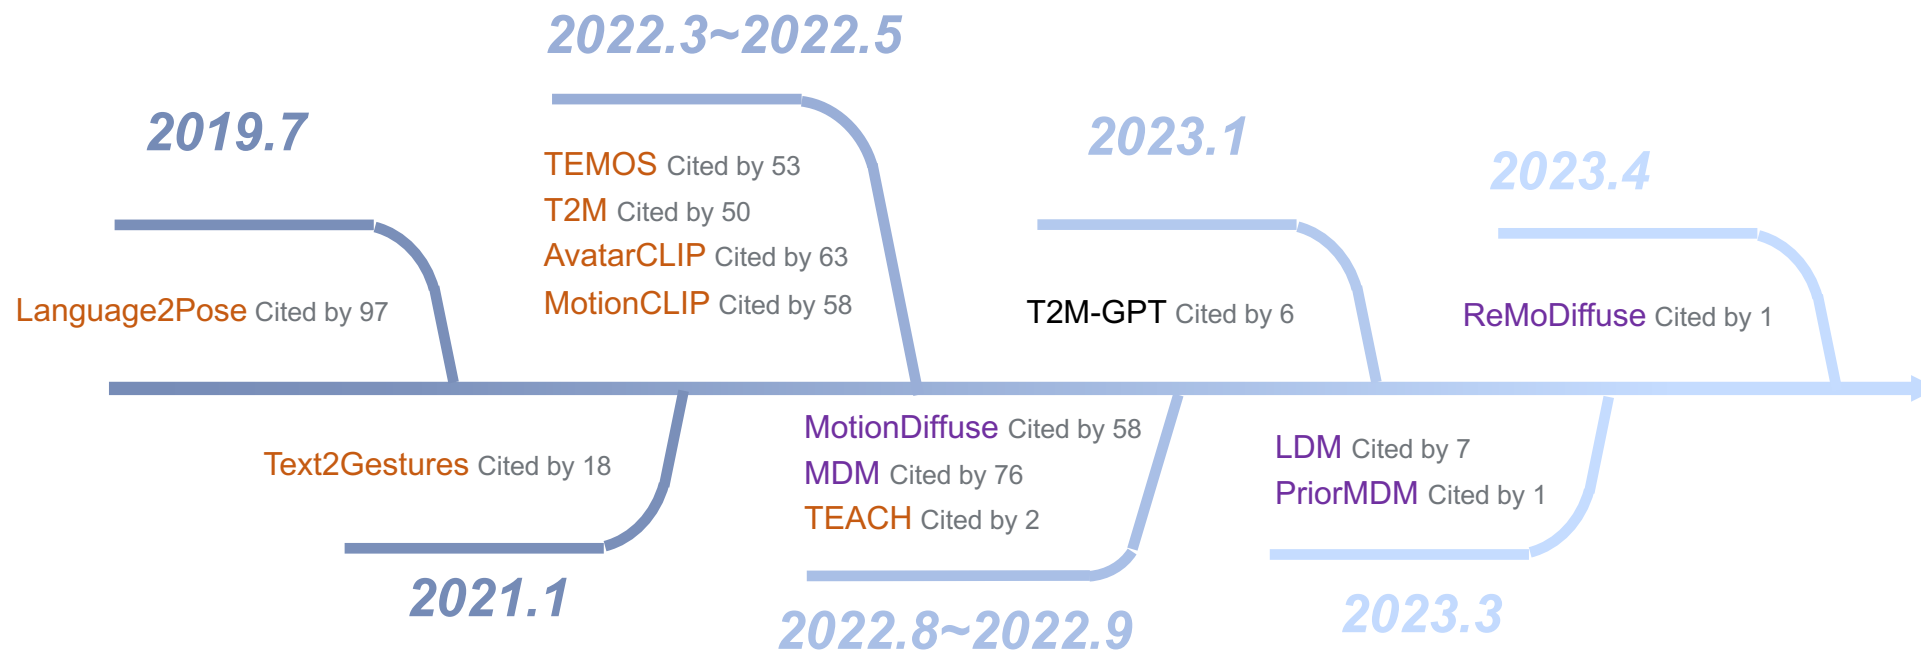 2019.7
Language2Pose Cited by 97
Text2Gestures Cited by 18
2021.1
2022.3~2022.5
TEMOS Cited by 53
T2M Cited by 50
AvatarCLIP Cited by 63
MotionCLIP Cited by 58
MotionDiffuse Cited by 58
MDM Cited by 76
TEACH Cited by 2
2022.8~2022.9
2023.1
T2M-GPT Cited by 6
LDM Cited by 7
PriorMDM Cited by 1
2023.3
2023.4
ReMoDiffuse Cited by 1